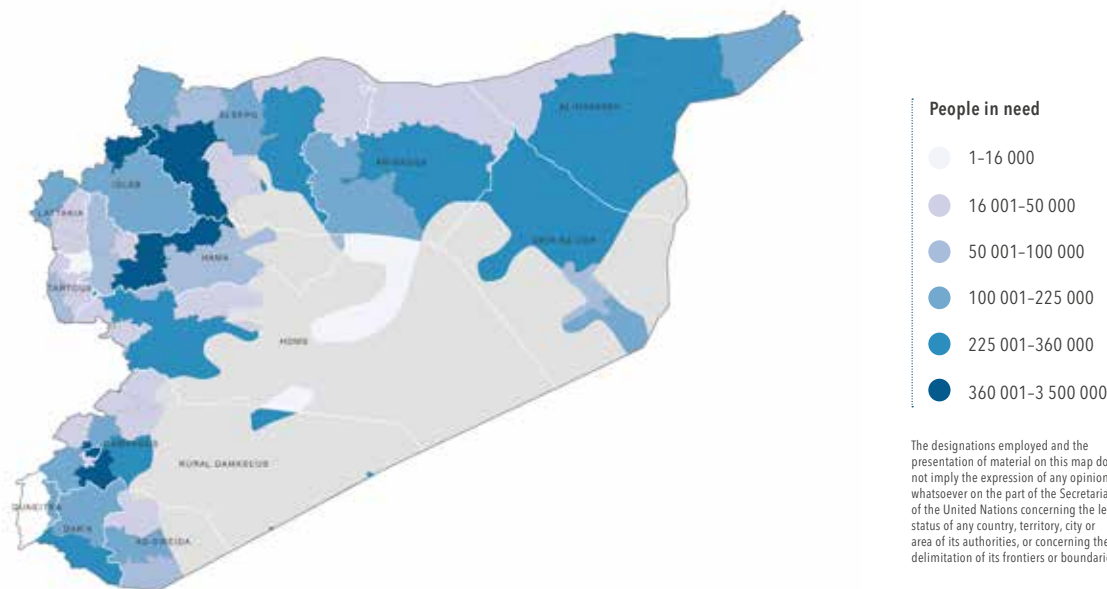 ALEPPO
AL-HASAKEH
AR-RAQQA
IDLEB
LATTAKIA
DEIR-EZ-ZOR
HAMA
TARTOUS
HOMS
DAMASCUS
RURAL DAMASCUS
QUNEITRA
DAR'A
AS-SWEIDA
People in need
1–16 000
16 001–50 000
50 001–100 000
100 001–225 000
225 001–360 000
360 001–3 500 000
The designations employed and the
presentation of material on this map do
not imply the expression of any opinion
whatsoever on the part of the Secretaria
of the United Nations concerning the le
status of any country, territory, city or
area of its authorities, or concerning the
delimitation of its frontiers or boundarie